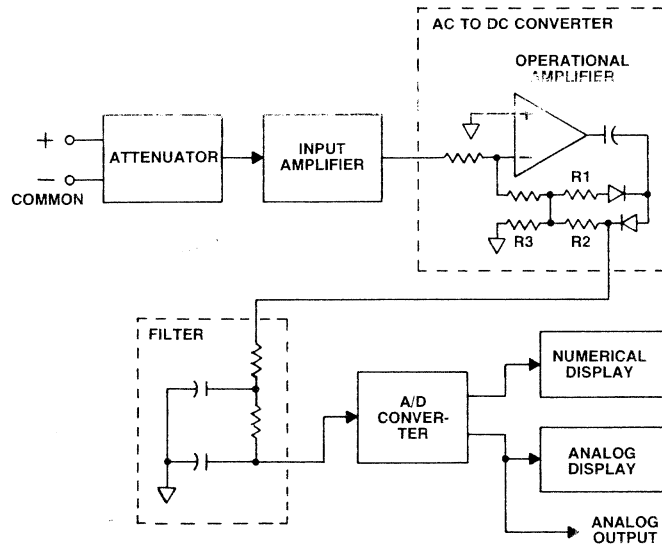 AC TO DC CONVERTER
OPERATIONAL
AMPLIFIER
+
−
+
−
COMMON
ATTENUATOR
INPUT
AMPLIFIER
R1
R3
R2
FILTER
A/D
CONVER-
TER
NUMERICAL
DISPLAY
ANALOG
DISPLAY
ANALOG
OUTPUT